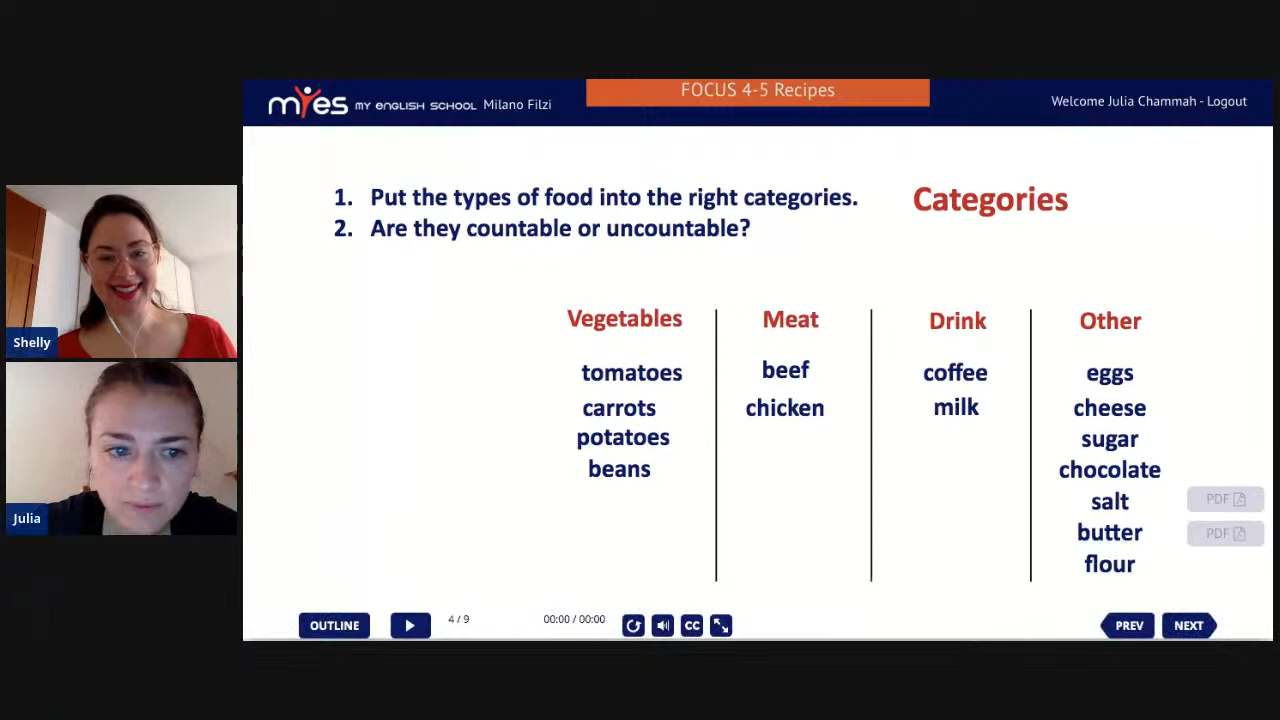 myes MY ENGLISH SCHOOL Milano Filzi
FOCUS 4-5 Recipes
Welcome Julia Chammah - Logout
1. Put the types of food into the right categories.
2. Are they countable or uncountable?
Categories
Vegetables
tomatoes
carrots
potatoes
beans
Meat
beef
chicken
Drink
coffee
milk
Other
eggs
cheese
sugar
chocolate
salt
butter
flour
PDF
PDF
Shelly
Julia
OUTLINE
4 / 9
00:00 / 00:00
CC
PREV
NEXT